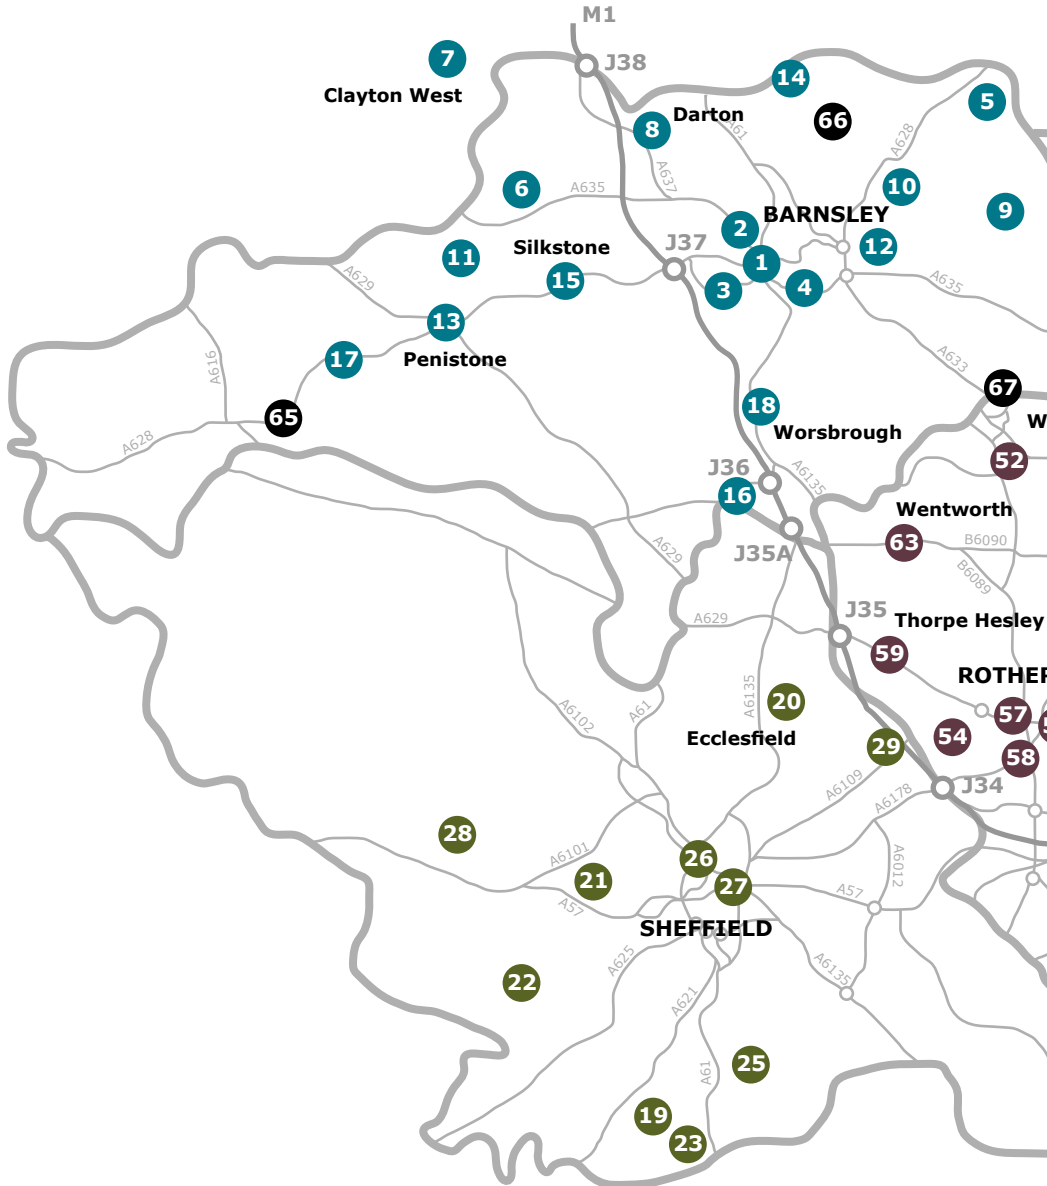 M1
7
J38
14
Clayton West
5
8
Darton
66
A61
A628
6
A635
A637
10
9
BARNSLEY
2
12
Silkstone
J37
11
1
A629
15
3
4
A635
13
A616
17
Penistone
A633
67
65
18
W
A628
Worsbrough
52
J36
A6135
16
Wentworth
63
B6090
J35A
A629
B6089
J35
A629
Thorpe Hesley
59
ROTHER
20
A6135
A61
A6102
57
Ecclesfield
54
29
58
A6109
J34
A6178
28
26
A6101
A6012
21
27
A57
A57
SHEFFIELD
A625
A6135
22
A621
25
A61
19
23